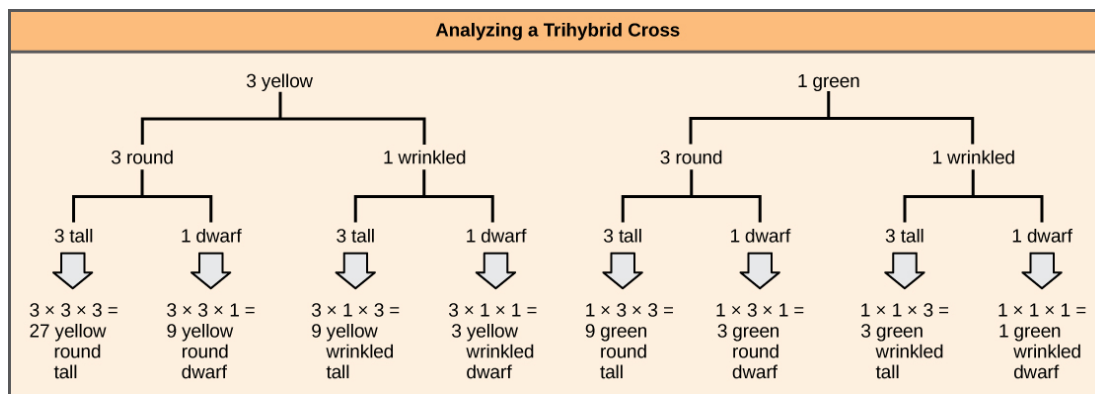 Analyzing a Trihybrid Cross
3 yellow
1 green
3 round
1 wrinkled
3 round
1 wrinkled
3 tall
1 dwarf
3 tall
1 dwarf
3 tall
1 dwarf
3 tall
1 dwarf
3 × 3 × 3 =
27 yellow
round
tall
3 × 3 × 1 =
9 yellow
round
dwarf
3 × 1 × 3 =
9 yellow
wrinkled
tall
3 × 1 × 1 =
3 yellow
wrinkled
dwarf
1 × 3 × 3 =
9 green
round
tall
1 × 3 × 1 =
3 green
round
dwarf
1 × 1 × 3 =
3 green
wrinkled
tall
1 × 1 × 1 =
1 green
wrinkled
dwarf